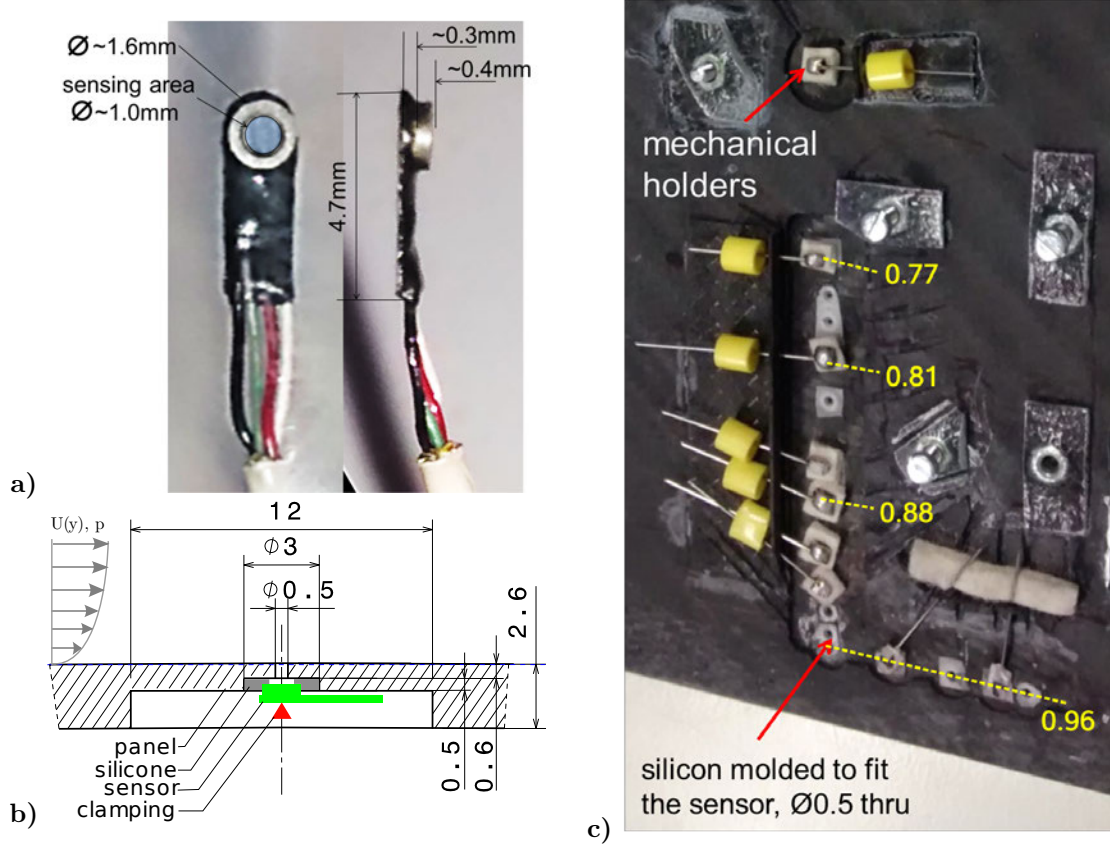 Ø~1.6mm
sensing area
Ø~1.0mm
~0.3mm
~0.4mm
4.7mm
a)
U(y), p
12
ϕ3
ϕ0.5
2.6
0.5
0.6
panel
silicone
sensor
clamping
b)
mechanical
holders
0.77
0.81
0.88
0.96
silicon molded to fit
the sensor, Ø0.5 thru
c)